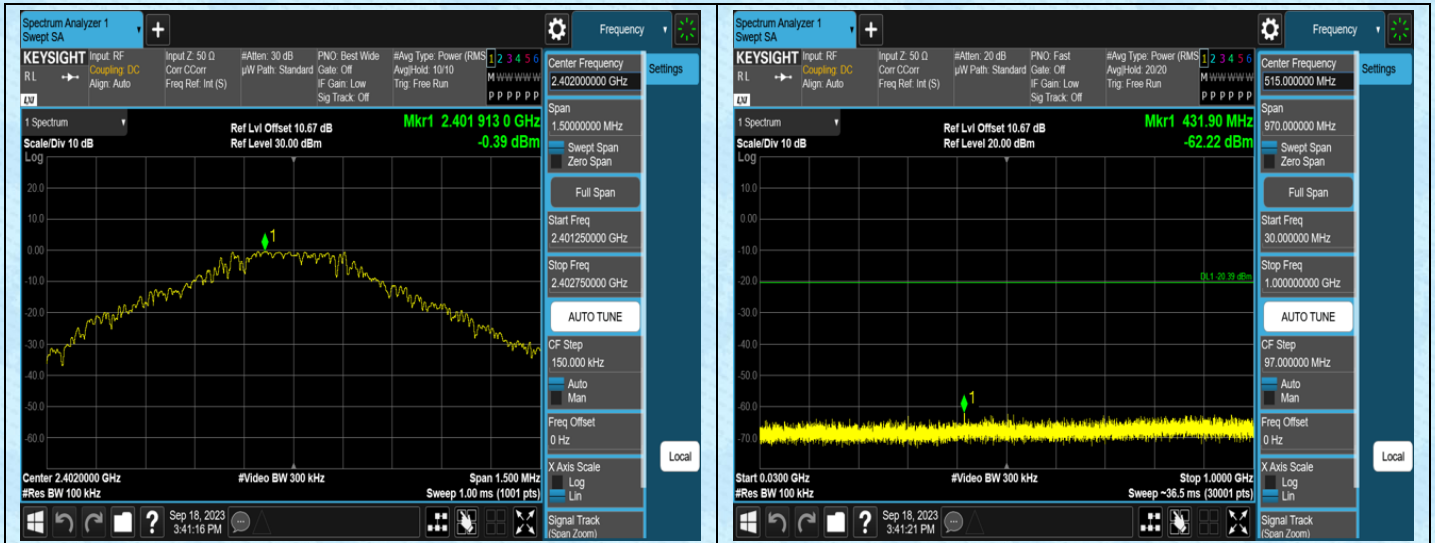 Spectrum Analyzer 1
Swept SA
Frequency
KEYSIGHT Input: RF
RL
Coupling: DC
Align: Auto
Input Z: 50 Ω
Corr CCorr
Freq Ref: Int (S)
#Atten: 30 dB
µW Path: Standard
PNO: Best Wide
Gate: Off
IF Gain: Low
Sig Track: Off
#Avg Type: Power (RMS
Avg|Hold: 10/10
Trig: Free Run
1 2 3 4 5 6
M W W W W W
P P P P P P
LXI
1 Spectrum
Scale/Div 10 dB
Log
Ref Lvl Offset 10.67 dB
Ref Level 30.00 dBm
Mkr1 2.401 913 0 GHz
-0.39 dBm
20.0
10.0
0.00
-10.0
-20.0
-30.0
-40.0
-50.0
-60.0
1
Center 2.4020000 GHz
#Res BW 100 kHz
#Video BW 300 kHz
Span 1.500 MHz
Sweep 1.00 ms (1001 pts)
Sep 18, 2023
3:41:16 PM
Center Frequency
2.402000000 GHz
Span
1.50000000 MHz
Swept Span
Zero Span
Full Span
Start Freq
2.401250000 GHz
Stop Freq
2.402750000 GHz
AUTO TUNE
CF Step
150.000 kHz
Auto
Man
Freq Offset
0 Hz
X Axis Scale
Log
Lin
Signal Track
(Span Zoom)
Settings
Local
Spectrum Analyzer 1
Swept SA
Frequency
KEYSIGHT Input: RF
RL
Coupling: DC
Align: Auto
Input Z: 50 Ω
Corr CCorr
Freq Ref: Int (S)
#Atten: 20 dB
µW Path: Standard
PNO: Fast
Gate: Off
IF Gain: Low
Sig Track: Off
#Avg Type: Power (RMS
Avg|Hold: 20/20
Trig: Free Run
1 2 3 4 5 6
M W W W W W
P P P P P P
LXI
1 Spectrum
Scale/Div 10 dB
Log
Ref Lvl Offset 10.67 dB
Ref Level 20.00 dBm
Mkr1 431.90 MHz
-62.22 dBm
10.0
0.00
-10.0
-20.0
-30.0
-40.0
-50.0
-60.0
-70.0
DL1 -20.39 dBm
1
Start 0.0300 GHz
#Res BW 100 kHz
#Video BW 300 kHz
Stop 1.0000 GHz
Sweep ~36.5 ms (30001 pts)
Sep 18, 2023
3:41:21 PM
Center Frequency
515.000000 MHz
Span
970.000000 MHz
Swept Span
Zero Span
Full Span
Start Freq
30.000000 MHz
Stop Freq
1.000000000 GHz
AUTO TUNE
CF Step
97.000000 MHz
Auto
Man
Freq Offset
0 Hz
X Axis Scale
Log
Lin
Signal Track
(Span Zoom)
Settings
Local